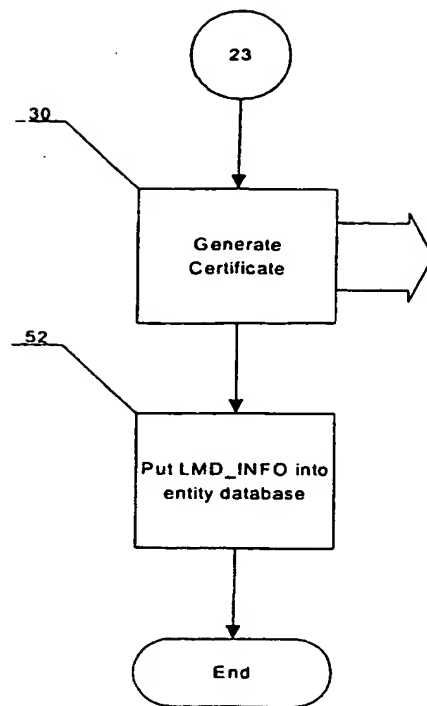 23
30
Generate
Certificate
52
Put LMD_INFO into
entity database
End